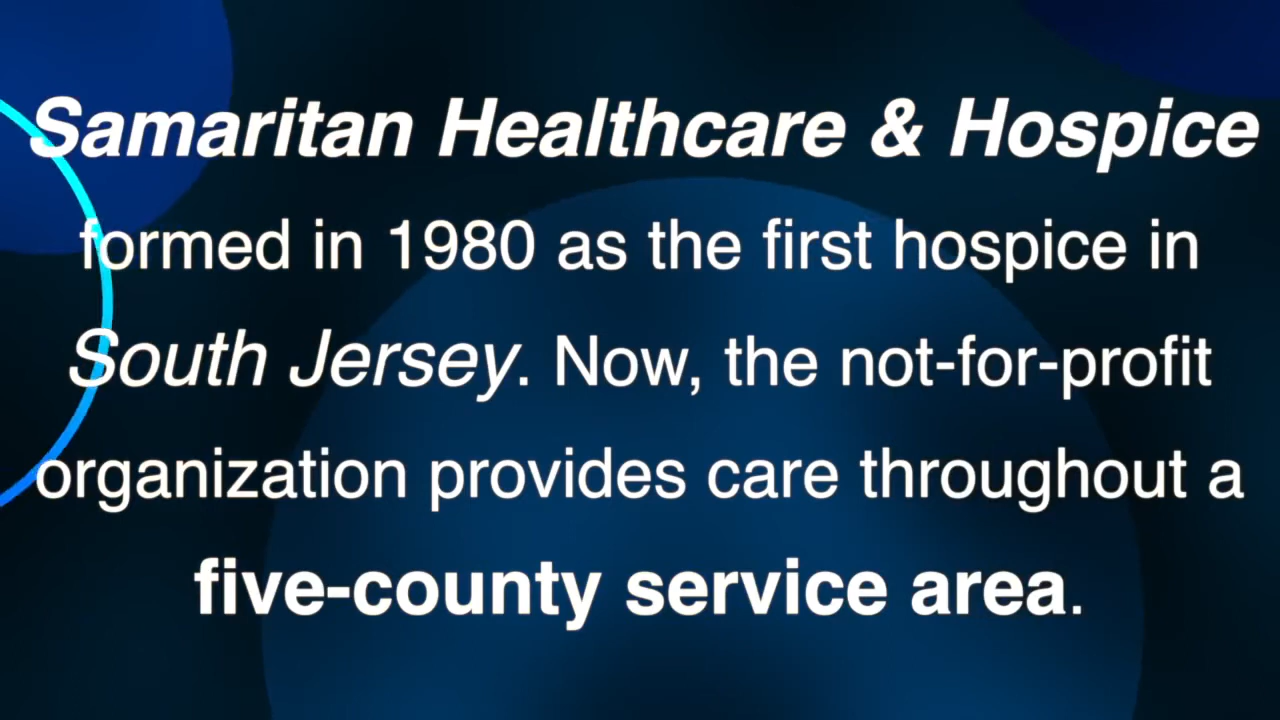 Samaritan Healthcare & Hospice
formed in 1980 as the first hospice in
South Jersey. Now, the not-for-profit
organization provides care throughout a
five-county service area.